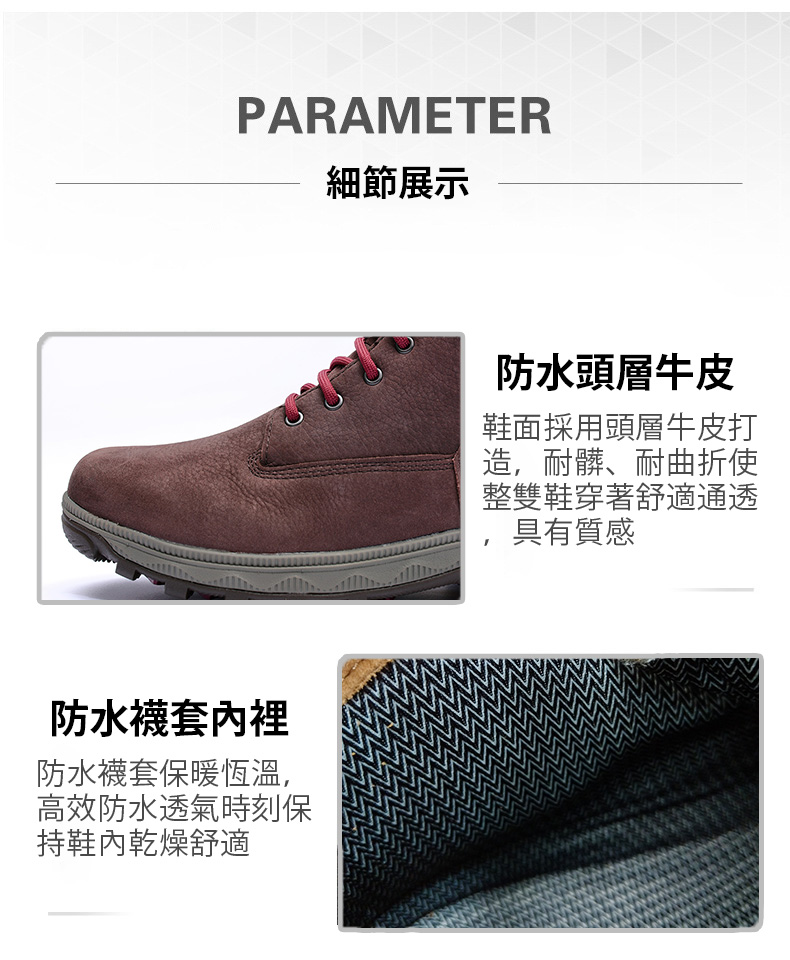 PARAMETER
細節展示
防水頭層牛皮
鞋面採用頭層牛皮打
造，耐髒、耐曲折使
整雙鞋穿著舒適通透
，具有質感
防水襪套內裡
防水襪套保暖恆溫，
高效防水透氣時刻保
持鞋內乾燥舒適